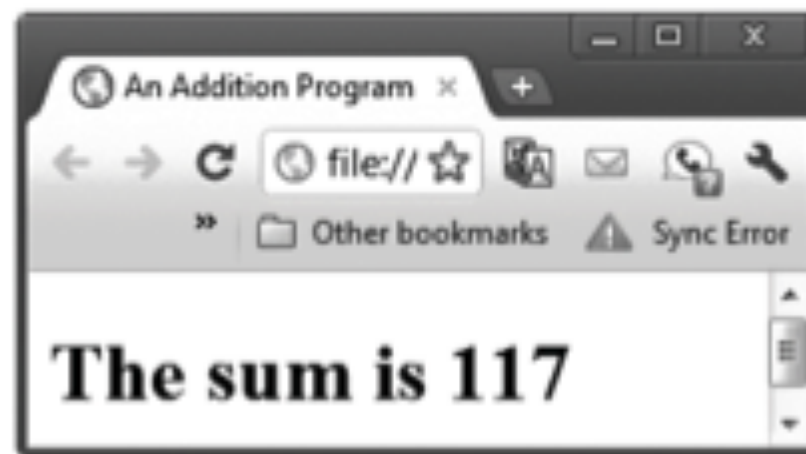 An Addition Program
file://
Other bookmarks
Sync Error
The sum is 117